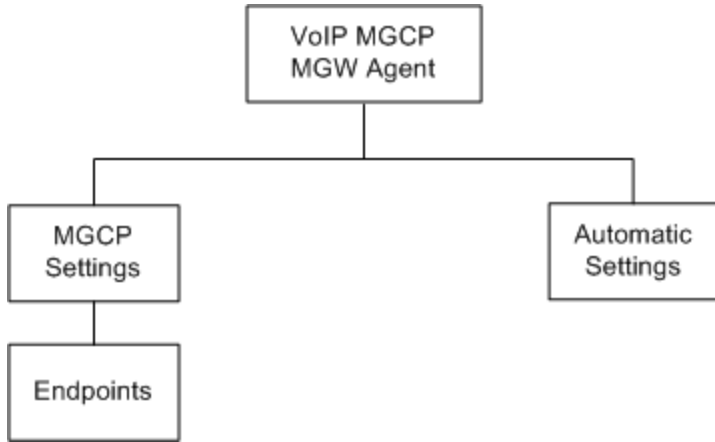 VoIP MGCP
MGW Agent
MGCP
Settings
Automatic
Settings
Endpoints